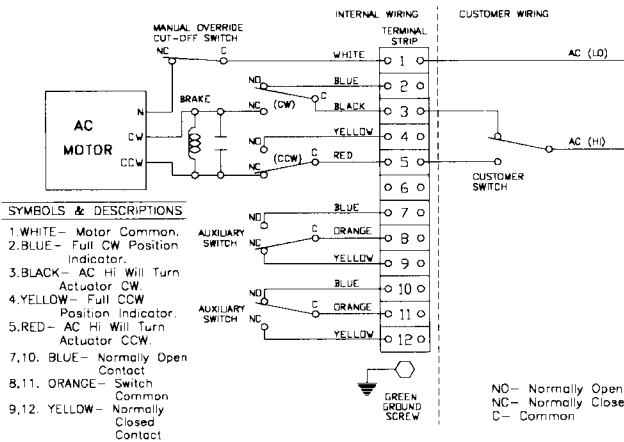 INTERNAL WIRING
CUSTOMER WIRING
MANUAL OVERRIDE
CUT-OFF SWITCH
TERMINAL
STRIP
NC
C
WHITE
1
AC (LO)
NO
BLUE
2
AC
MOTOR
N
CW
CCW
BRAKE
NC
(CW)
C
BLACK
3
NO
YELLOW
4
AC (HI)
NC
(CCW)
C
RED
5
CUSTOMER
SWITCH
6
SYMBOLS & DESCRIPTIONS
1.WHITE– Motor Common.
2.BLUE– Full CW Position
Indicator.
3.BLACK– AC Hi Will Turn
Actuator CW.
4.YELLOW– Full CCW
Position Indicator.
5.RED– AC Hi Will Turn
Actuator CCW.
7,10. BLUE– Normally Open
Contact
8,11. ORANGE– Switch
Common
9,12. YELLOW– Normally
Closed
Contact
AUXILIARY
SWITCH
NO
BLUE
7
C
ORANGE
8
NC
YELLOW
9
AUXILIARY
SWITCH
NO
BLUE
10
C
ORANGE
11
NC
YELLOW
12
GREEN
GROUND
SCREW
NO– Normally Open
NC– Normally Close
C– Common